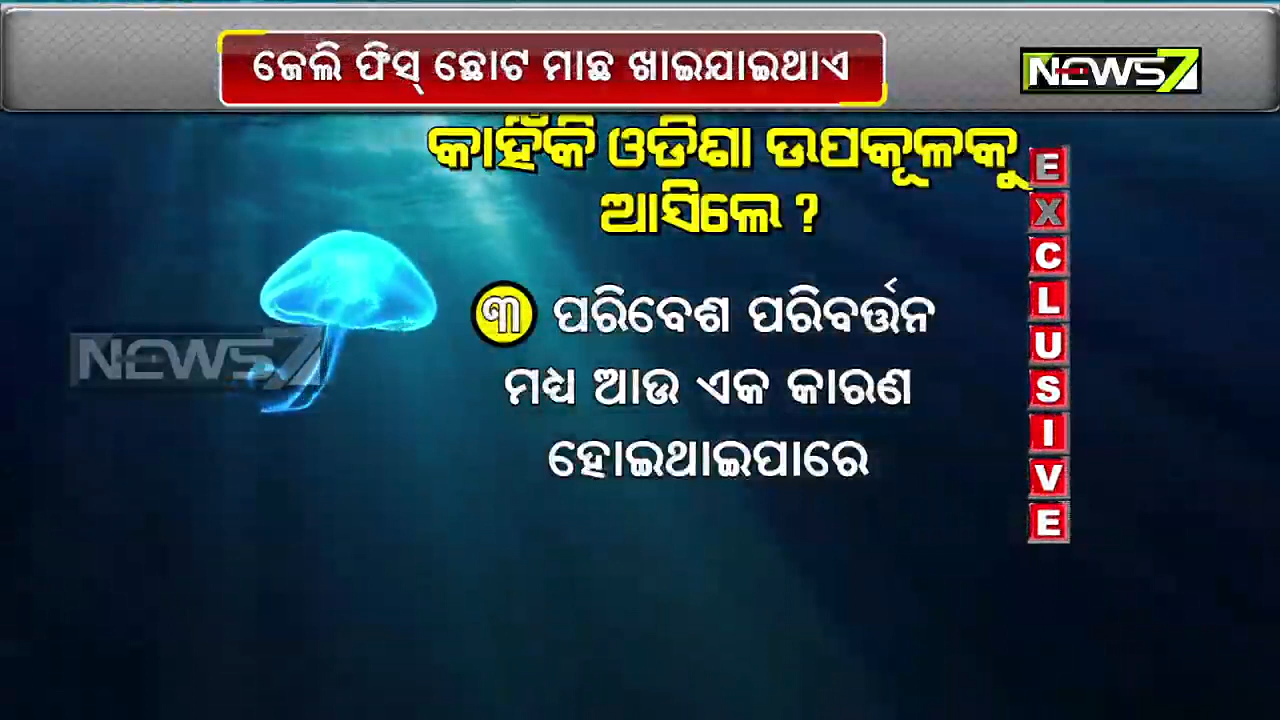 ଜେଲି ଫିସ୍ ଛୋଟ ମାଛ ଖାଇଯାଇଥାଏ
NEWS7
କାହିଁକି ଓଡିଶା ଉପକୂଳକୁ
ଆସିଲେ ?
୩ ପରିବେଶ ପରିବର୍ତ୍ତନ
ମଧ୍ୟ ଆଉ ଏକ କାରଣ
ହୋଇଥାଇପାରେ
NEWS7
EXCLUSIVE